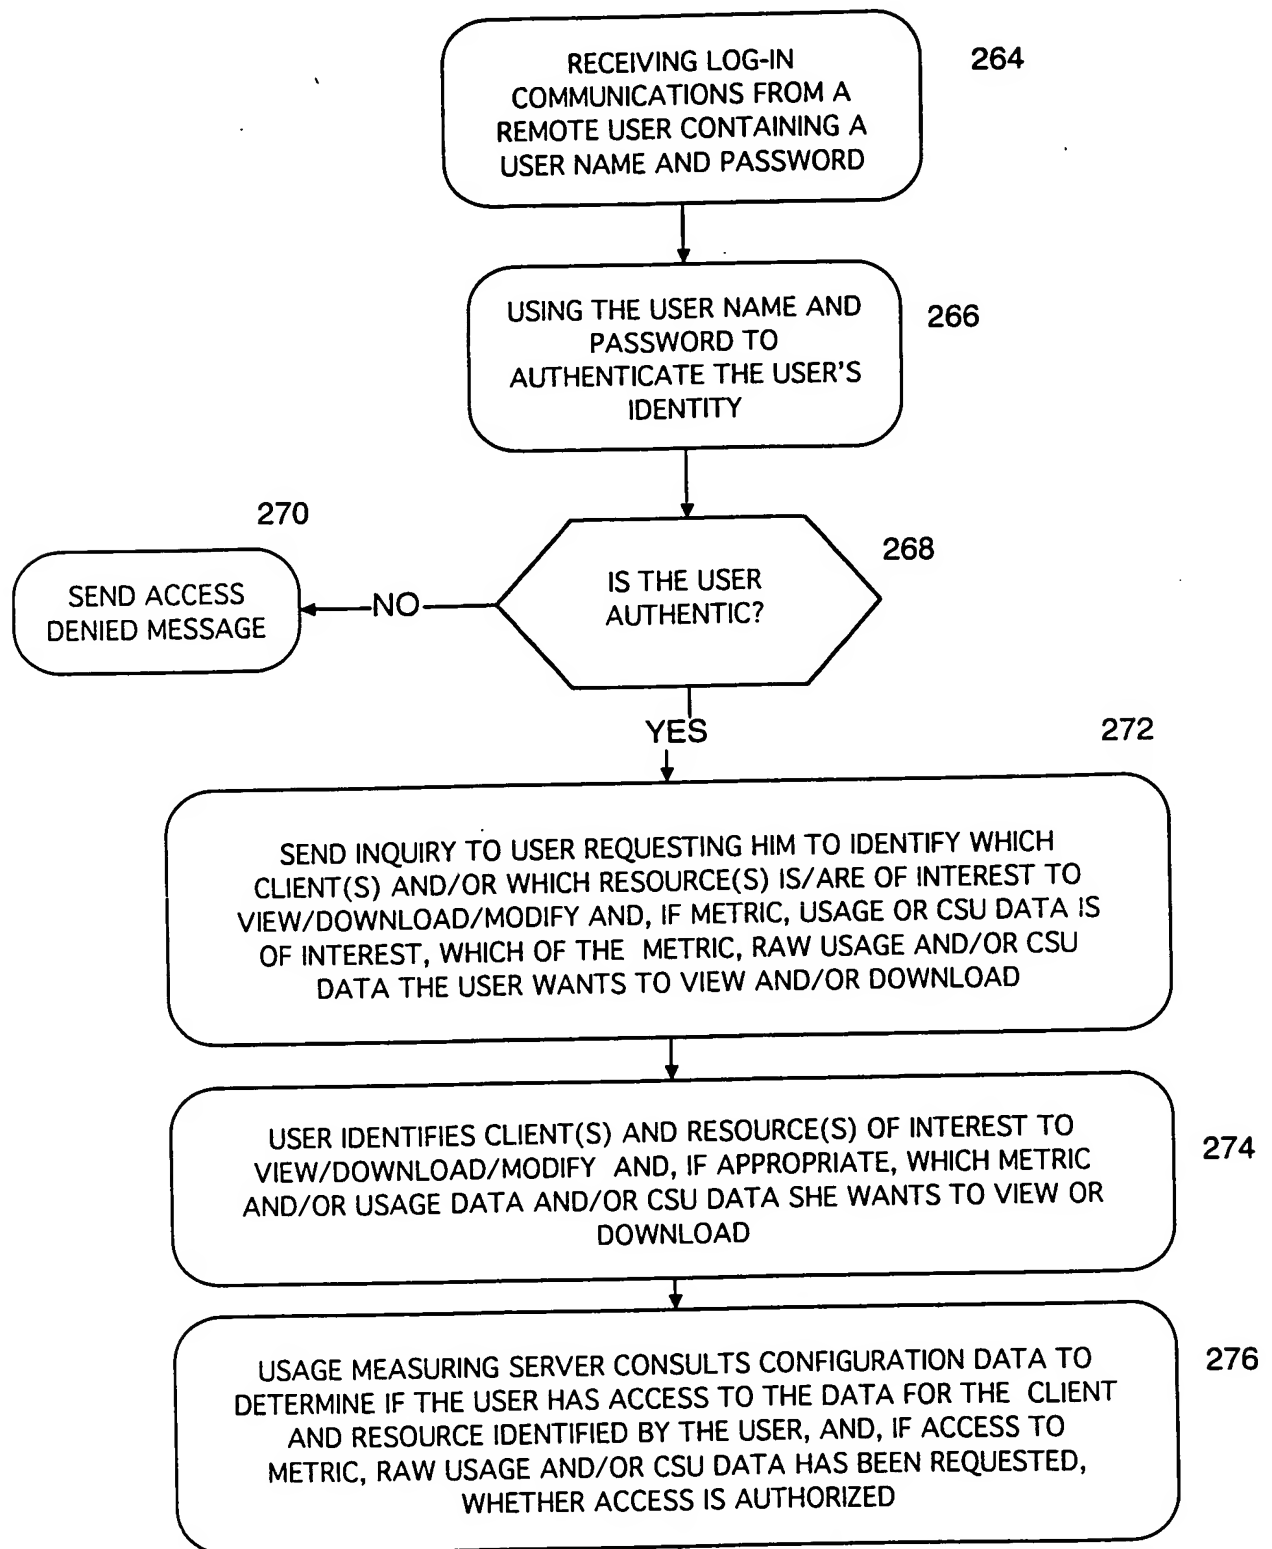 RECEIVING LOG-IN
COMMUNICATIONS FROM A
REMOTE USER CONTAINING A
USER NAME AND PASSWORD
264
USING THE USER NAME AND
PASSWORD TO
AUTHENTICATE THE USER'S
IDENTITY
266
270
SEND ACCESS
DENIED MESSAGE
NO
IS THE USER
AUTHENTIC?
268
YES
272
SEND INQUIRY TO USER REQUESTING HIM TO IDENTIFY WHICH
CLIENT(S) AND/OR WHICH RESOURCE(S) IS/ARE OF INTEREST TO
VIEW/DOWNLOAD/MODIFY AND, IF METRIC, USAGE OR CSU DATA IS
OF INTEREST, WHICH OF THE METRIC, RAW USAGE AND/OR CSU
DATA THE USER WANTS TO VIEW AND/OR DOWNLOAD
USER IDENTIFIES CLIENT(S) AND RESOURCE(S) OF INTEREST TO
VIEW/DOWNLOAD/MODIFY AND, IF APPROPRIATE, WHICH METRIC
AND/OR USAGE DATA AND/OR CSU DATA SHE WANTS TO VIEW OR
DOWNLOAD
274
USAGE MEASURING SERVER CONSULTS CONFIGURATION DATA TO
DETERMINE IF THE USER HAS ACCESS TO THE DATA FOR THE CLIENT
AND RESOURCE IDENTIFIED BY THE USER, AND, IF ACCESS TO
METRIC, RAW USAGE AND/OR CSU DATA HAS BEEN REQUESTED,
WHETHER ACCESS IS AUTHORIZED
276